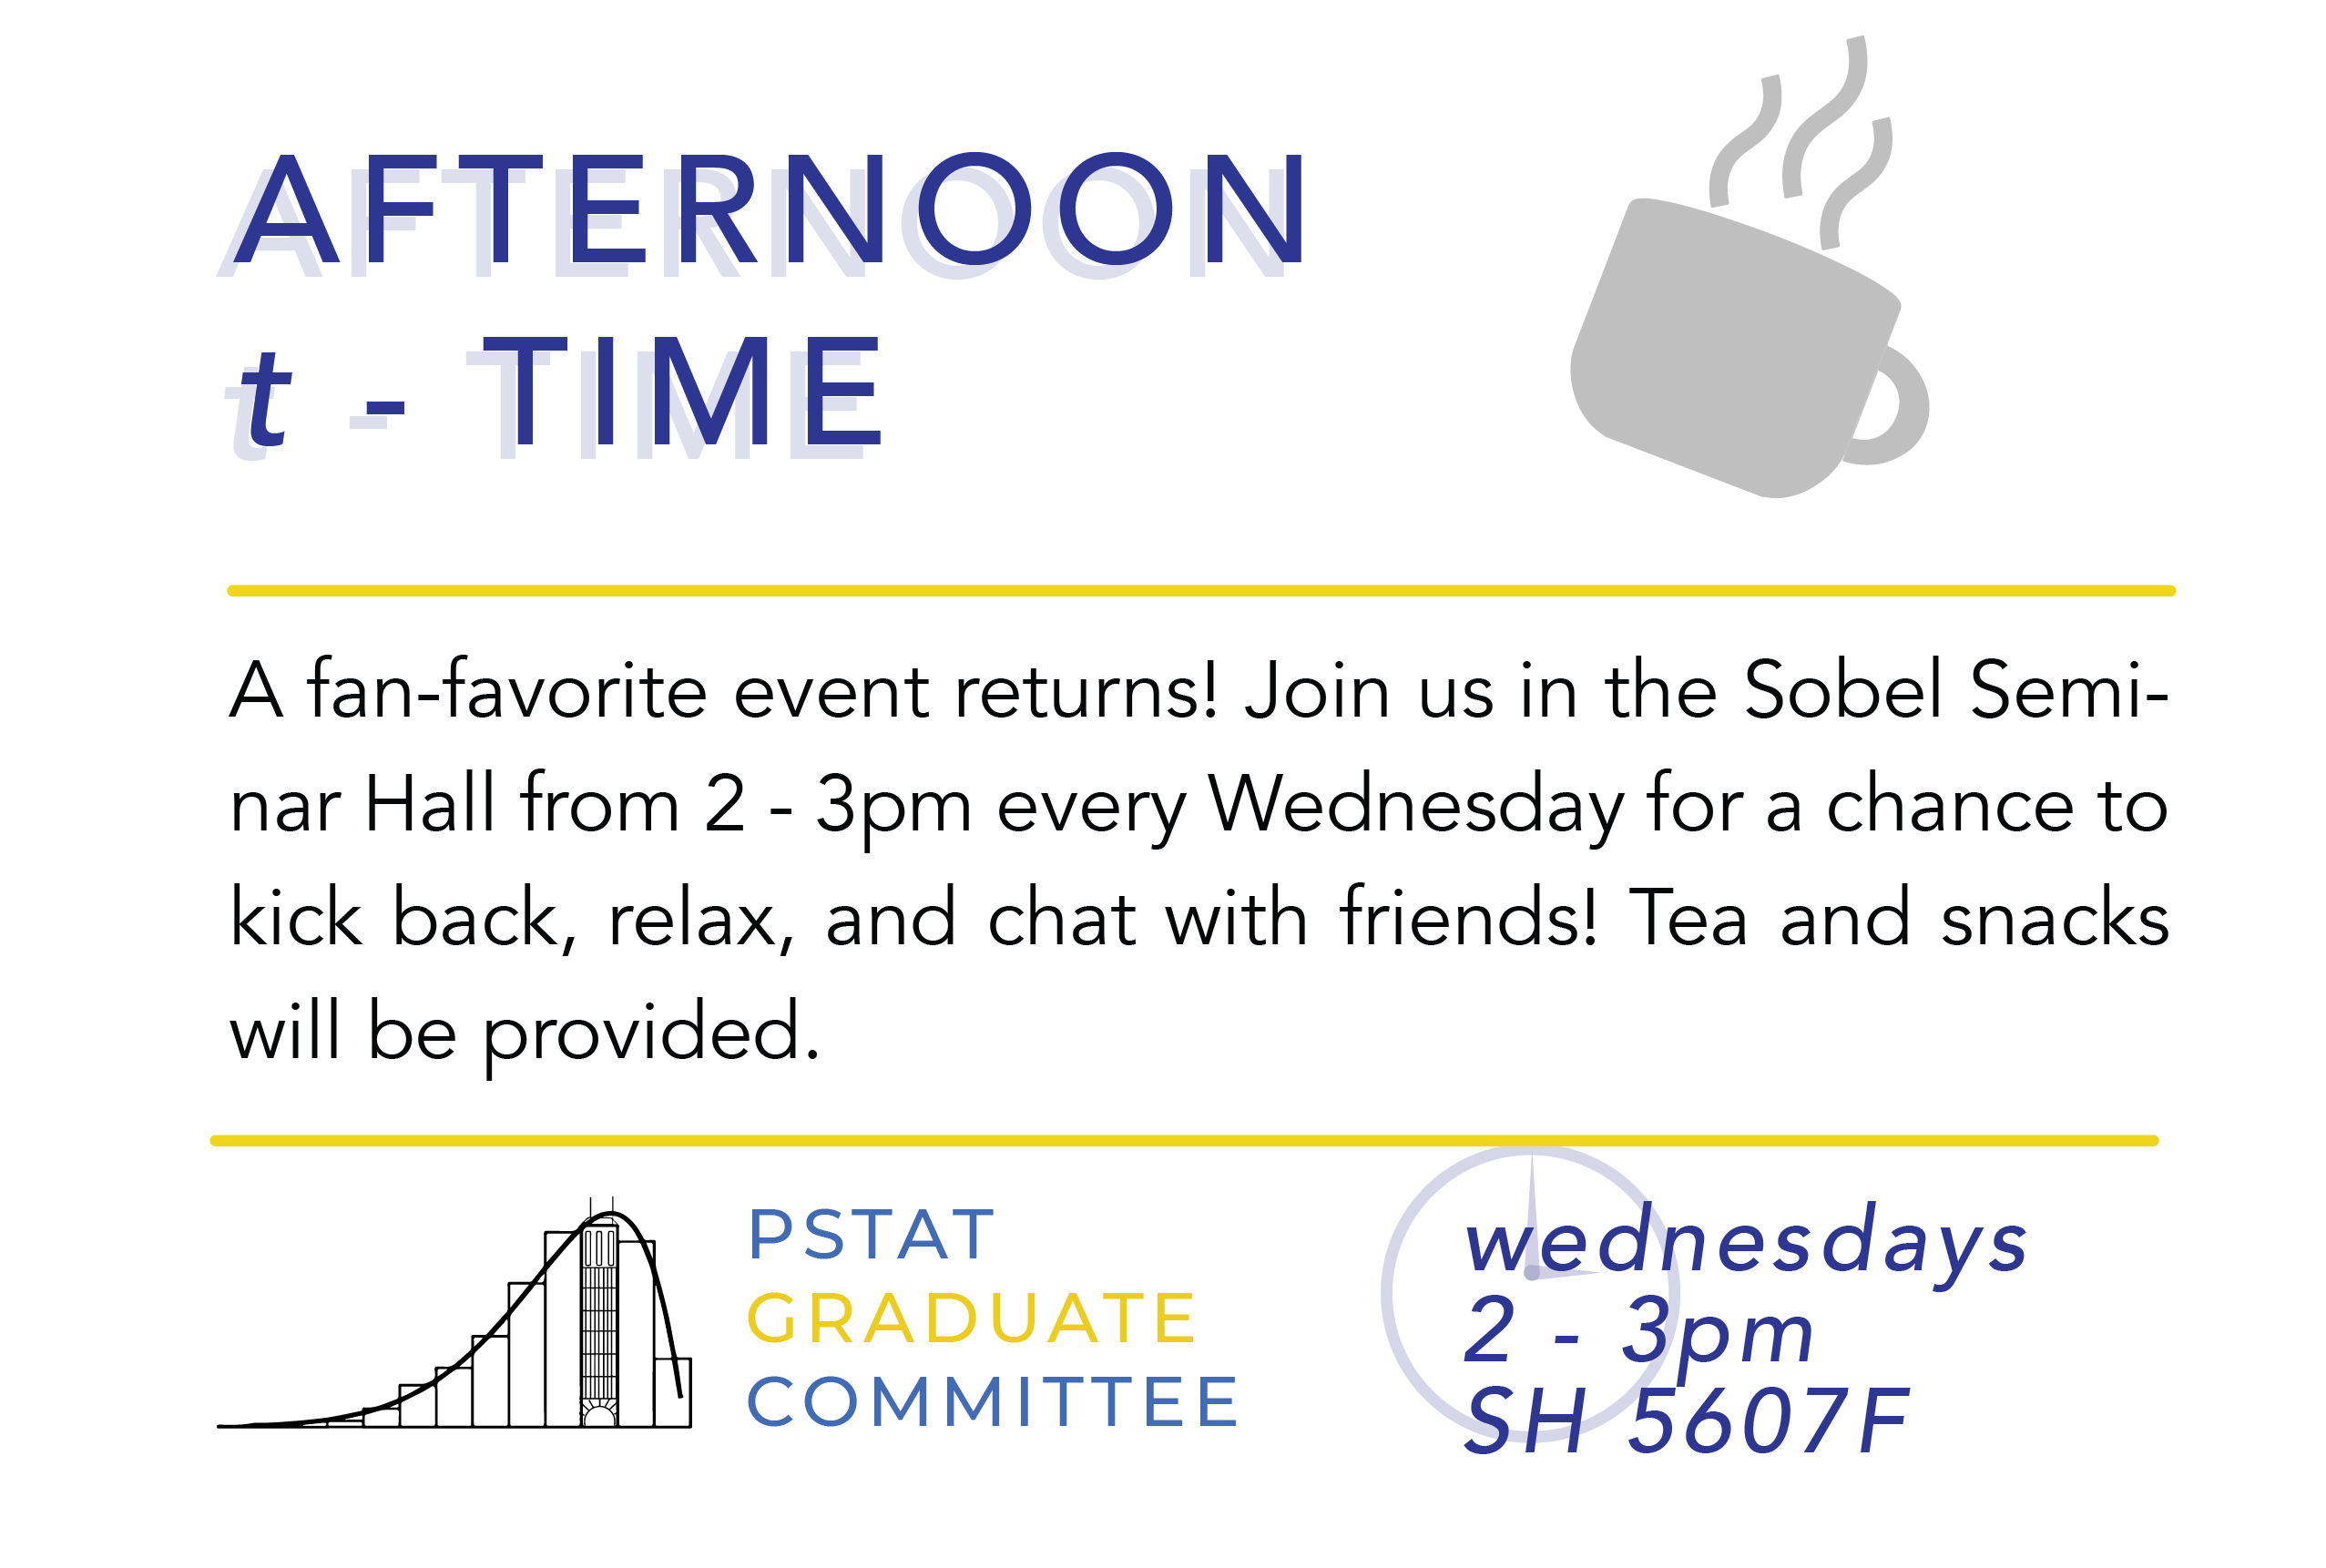 AFTERNOON
t - TIME
A fan-favorite event returns! Join us in the Sobel Semi-
nar Hall from 2 - 3pm every Wednesday for a chance to
kick back, relax, and chat with friends! Tea and snacks
will be provided.
PSTAT
GRADUATE
COMMITTEE
wednesdays
2 - 3pm
SH 5607F